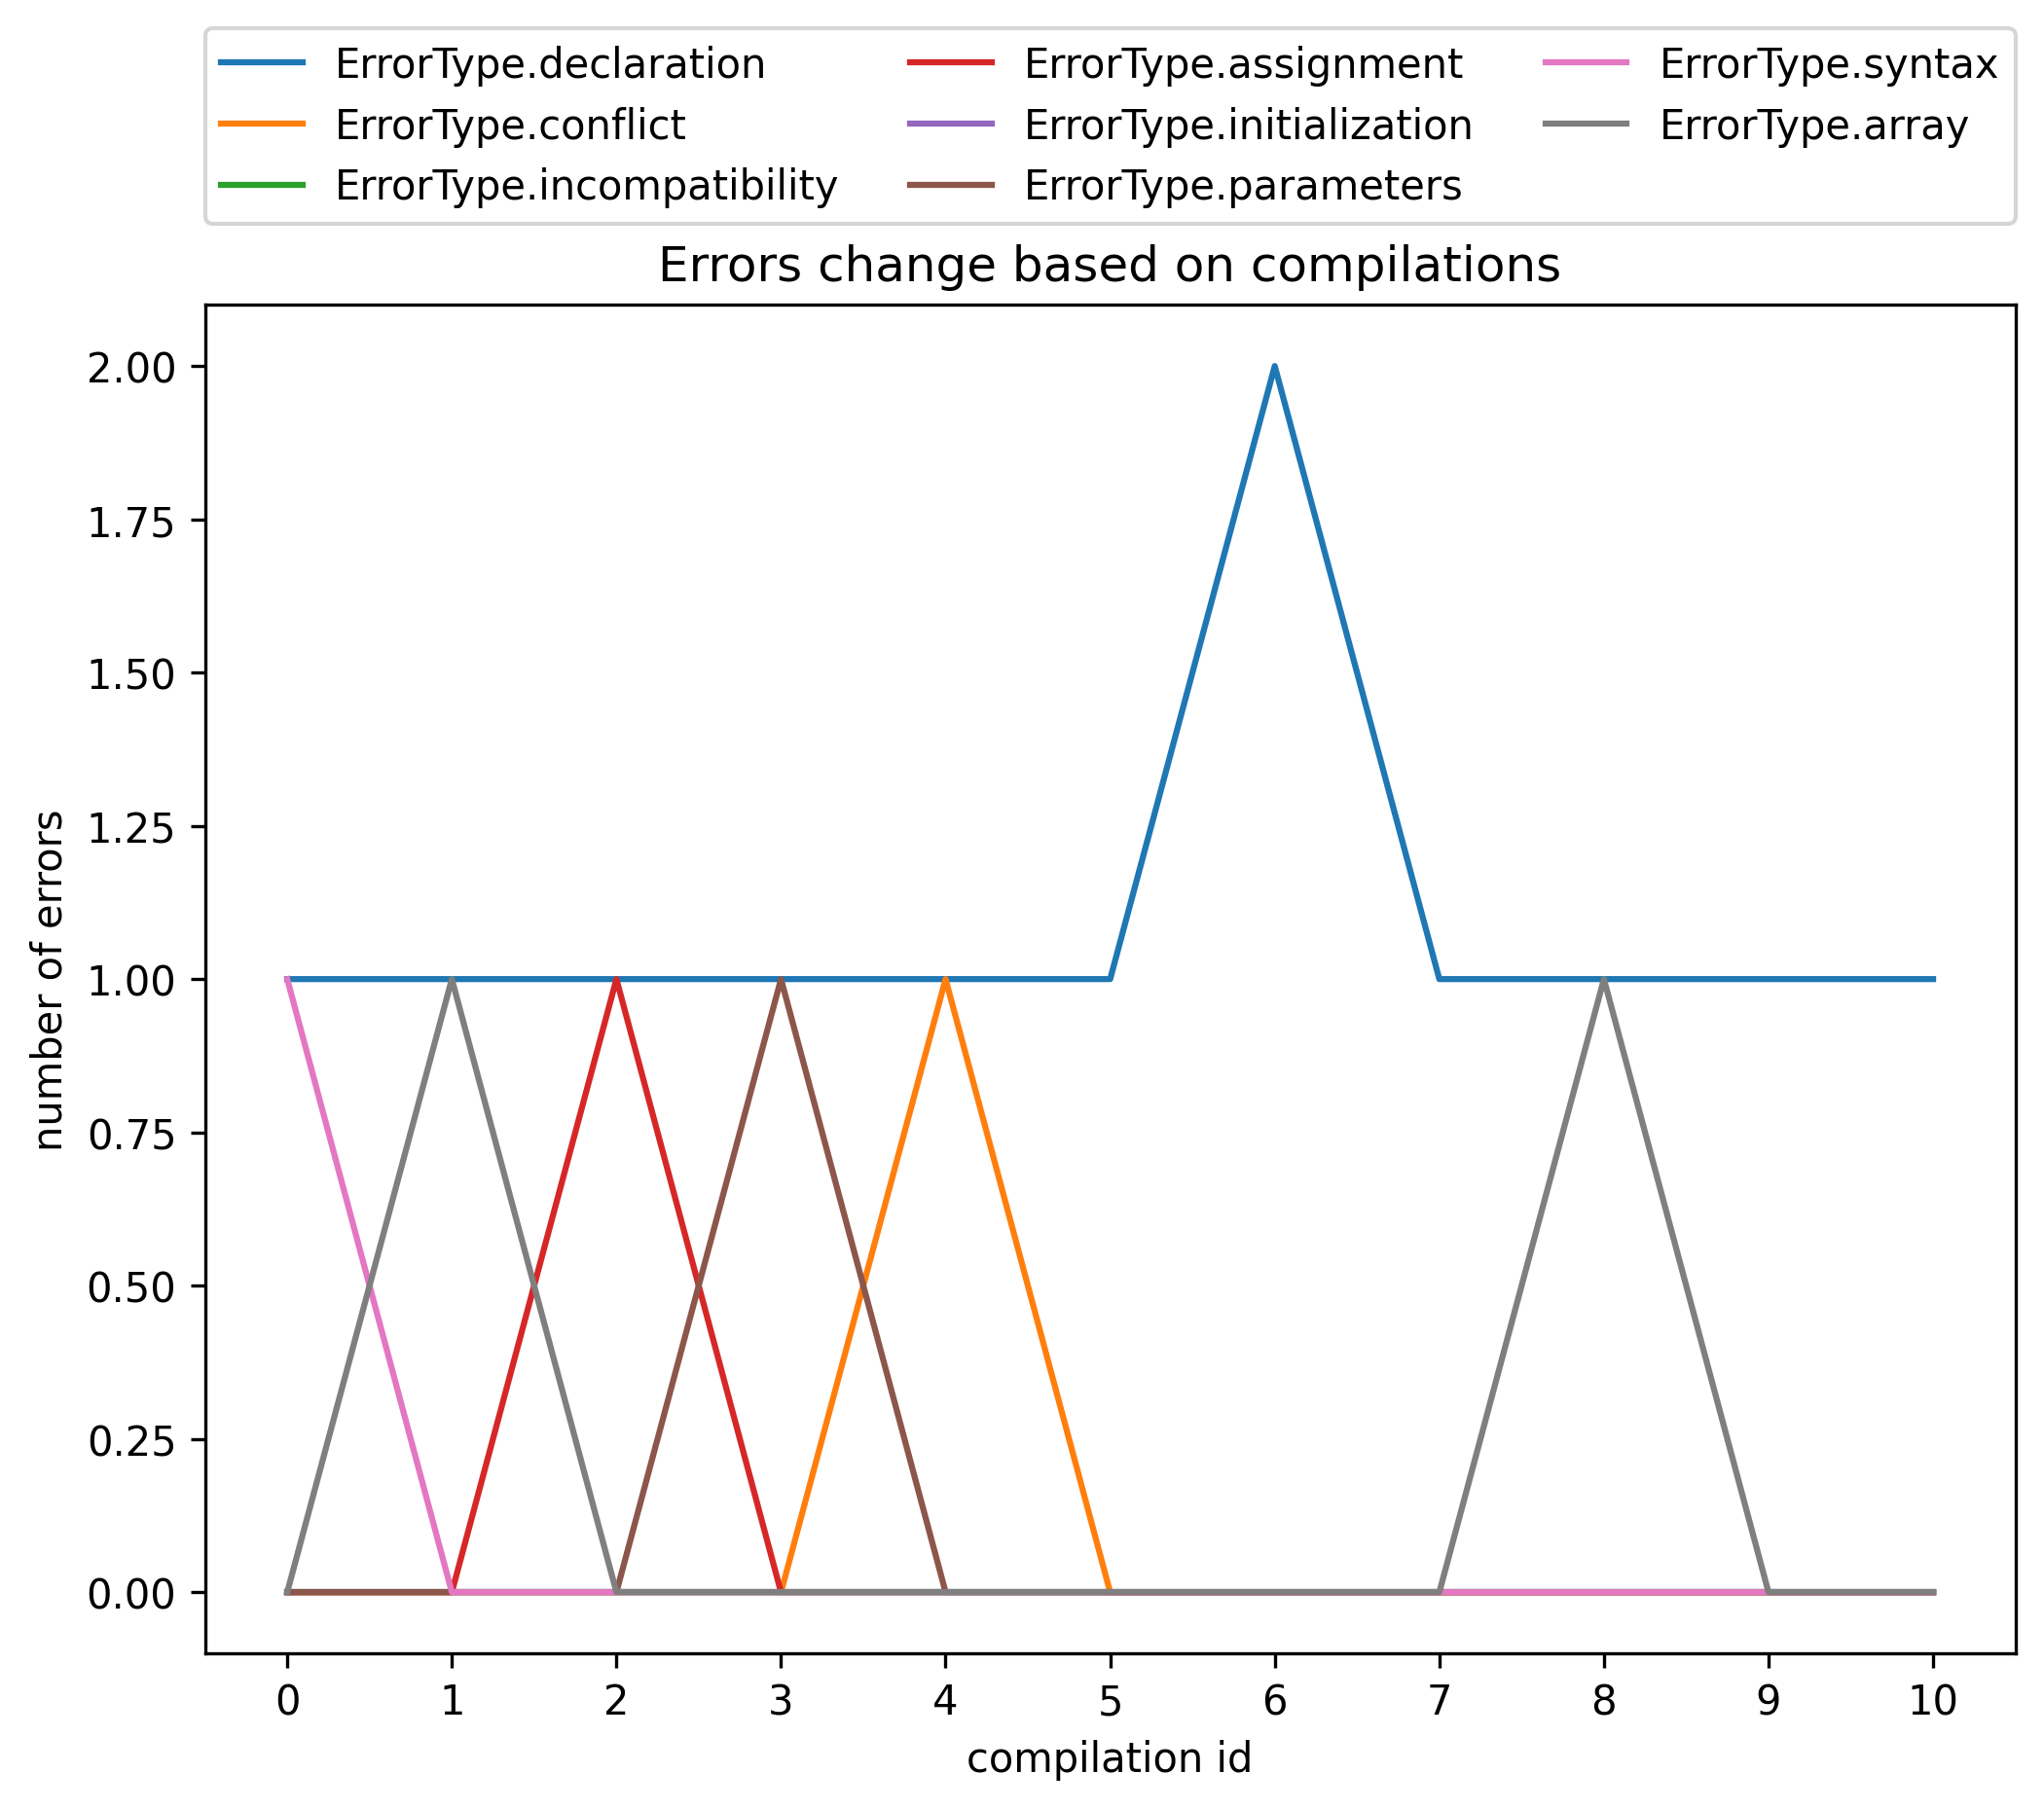 ErrorType.declaration
ErrorType.conflict
ErrorType.incompatibility
ErrorType.assignment
ErrorType.initialization
ErrorType.parameters
ErrorType.syntax
ErrorType.array
Errors change based on compilations
2.00
1.75
1.50
1.25
1.00
0.75
0.50
0.25
0.00
number of errors
0 1 2 3 4 5 6 7 8 9 10
compilation id